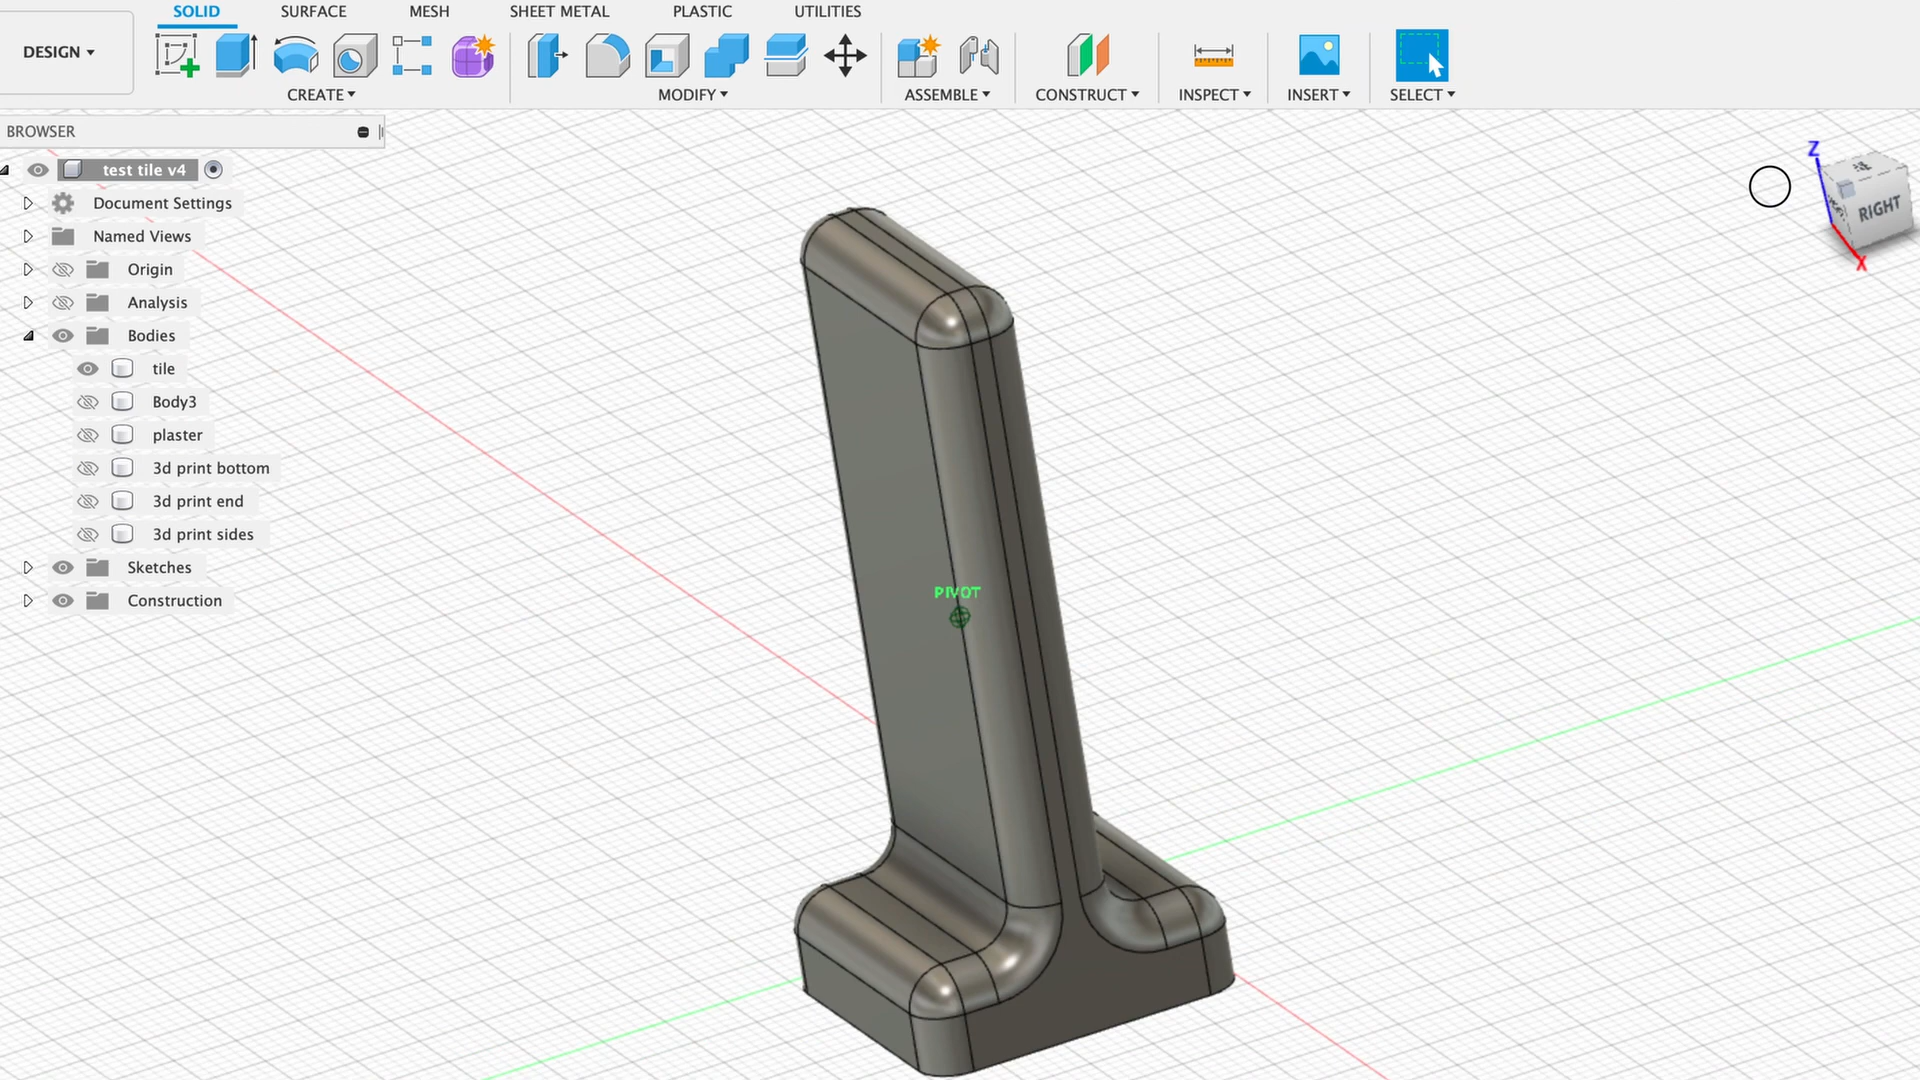 SOLID SURFACE MESH SHEET METAL PLASTIC UTILITIES
DESIGN
CREATE MODIFY ASSEMBLE CONSTRUCT INSPECT INSERT SELECT
BROWSER
test tile v4
Document Settings
Named Views
Origin
Analysis
Bodies
tile
Body3
plaster
3d print bottom
3d print end
3d print sides
Sketches
Construction
PIVOT
Z
RIGHT
X